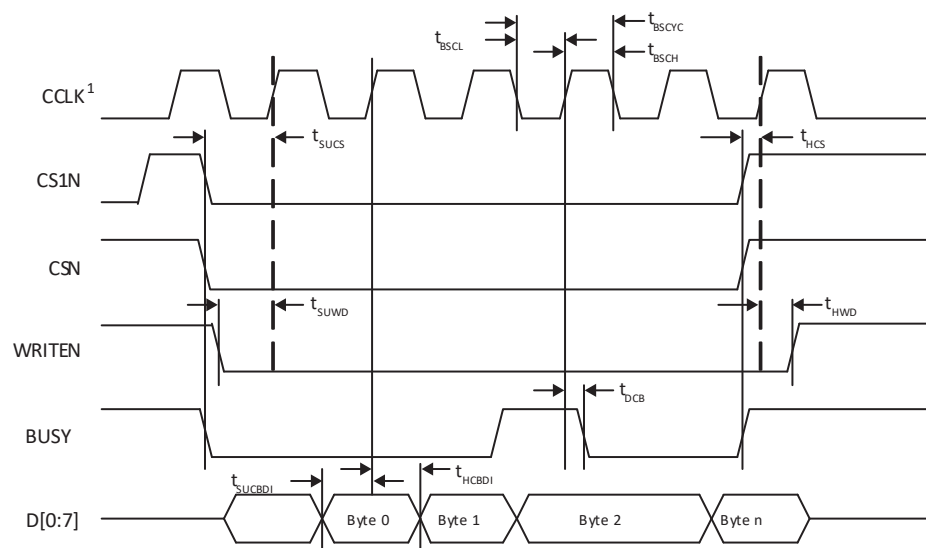 tBSCYC
tBSCL
tBSCH
CCLK1
tSUCS
tHCS
CS1N
CSN
tSUWD
tHWD
WRITEN
tDCB
BUSY
tSUCBDI
tHCBDI
D[0:7]
Byte 0
Byte 1
Byte 2
Byte n